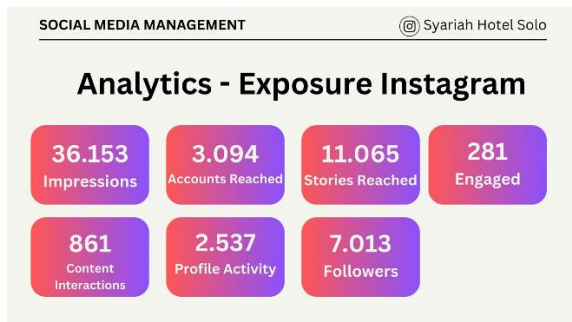 SOCIAL MEDIA MANAGEMENT
Syariah Hotel Solo
Analytics - Exposure Instagram
36.153
Impressions
3.094
Accounts Reached
11.065
Stories Reached
281
Engaged
861
Content
Interactions
2.537
Profile Activity
7.013
Followers